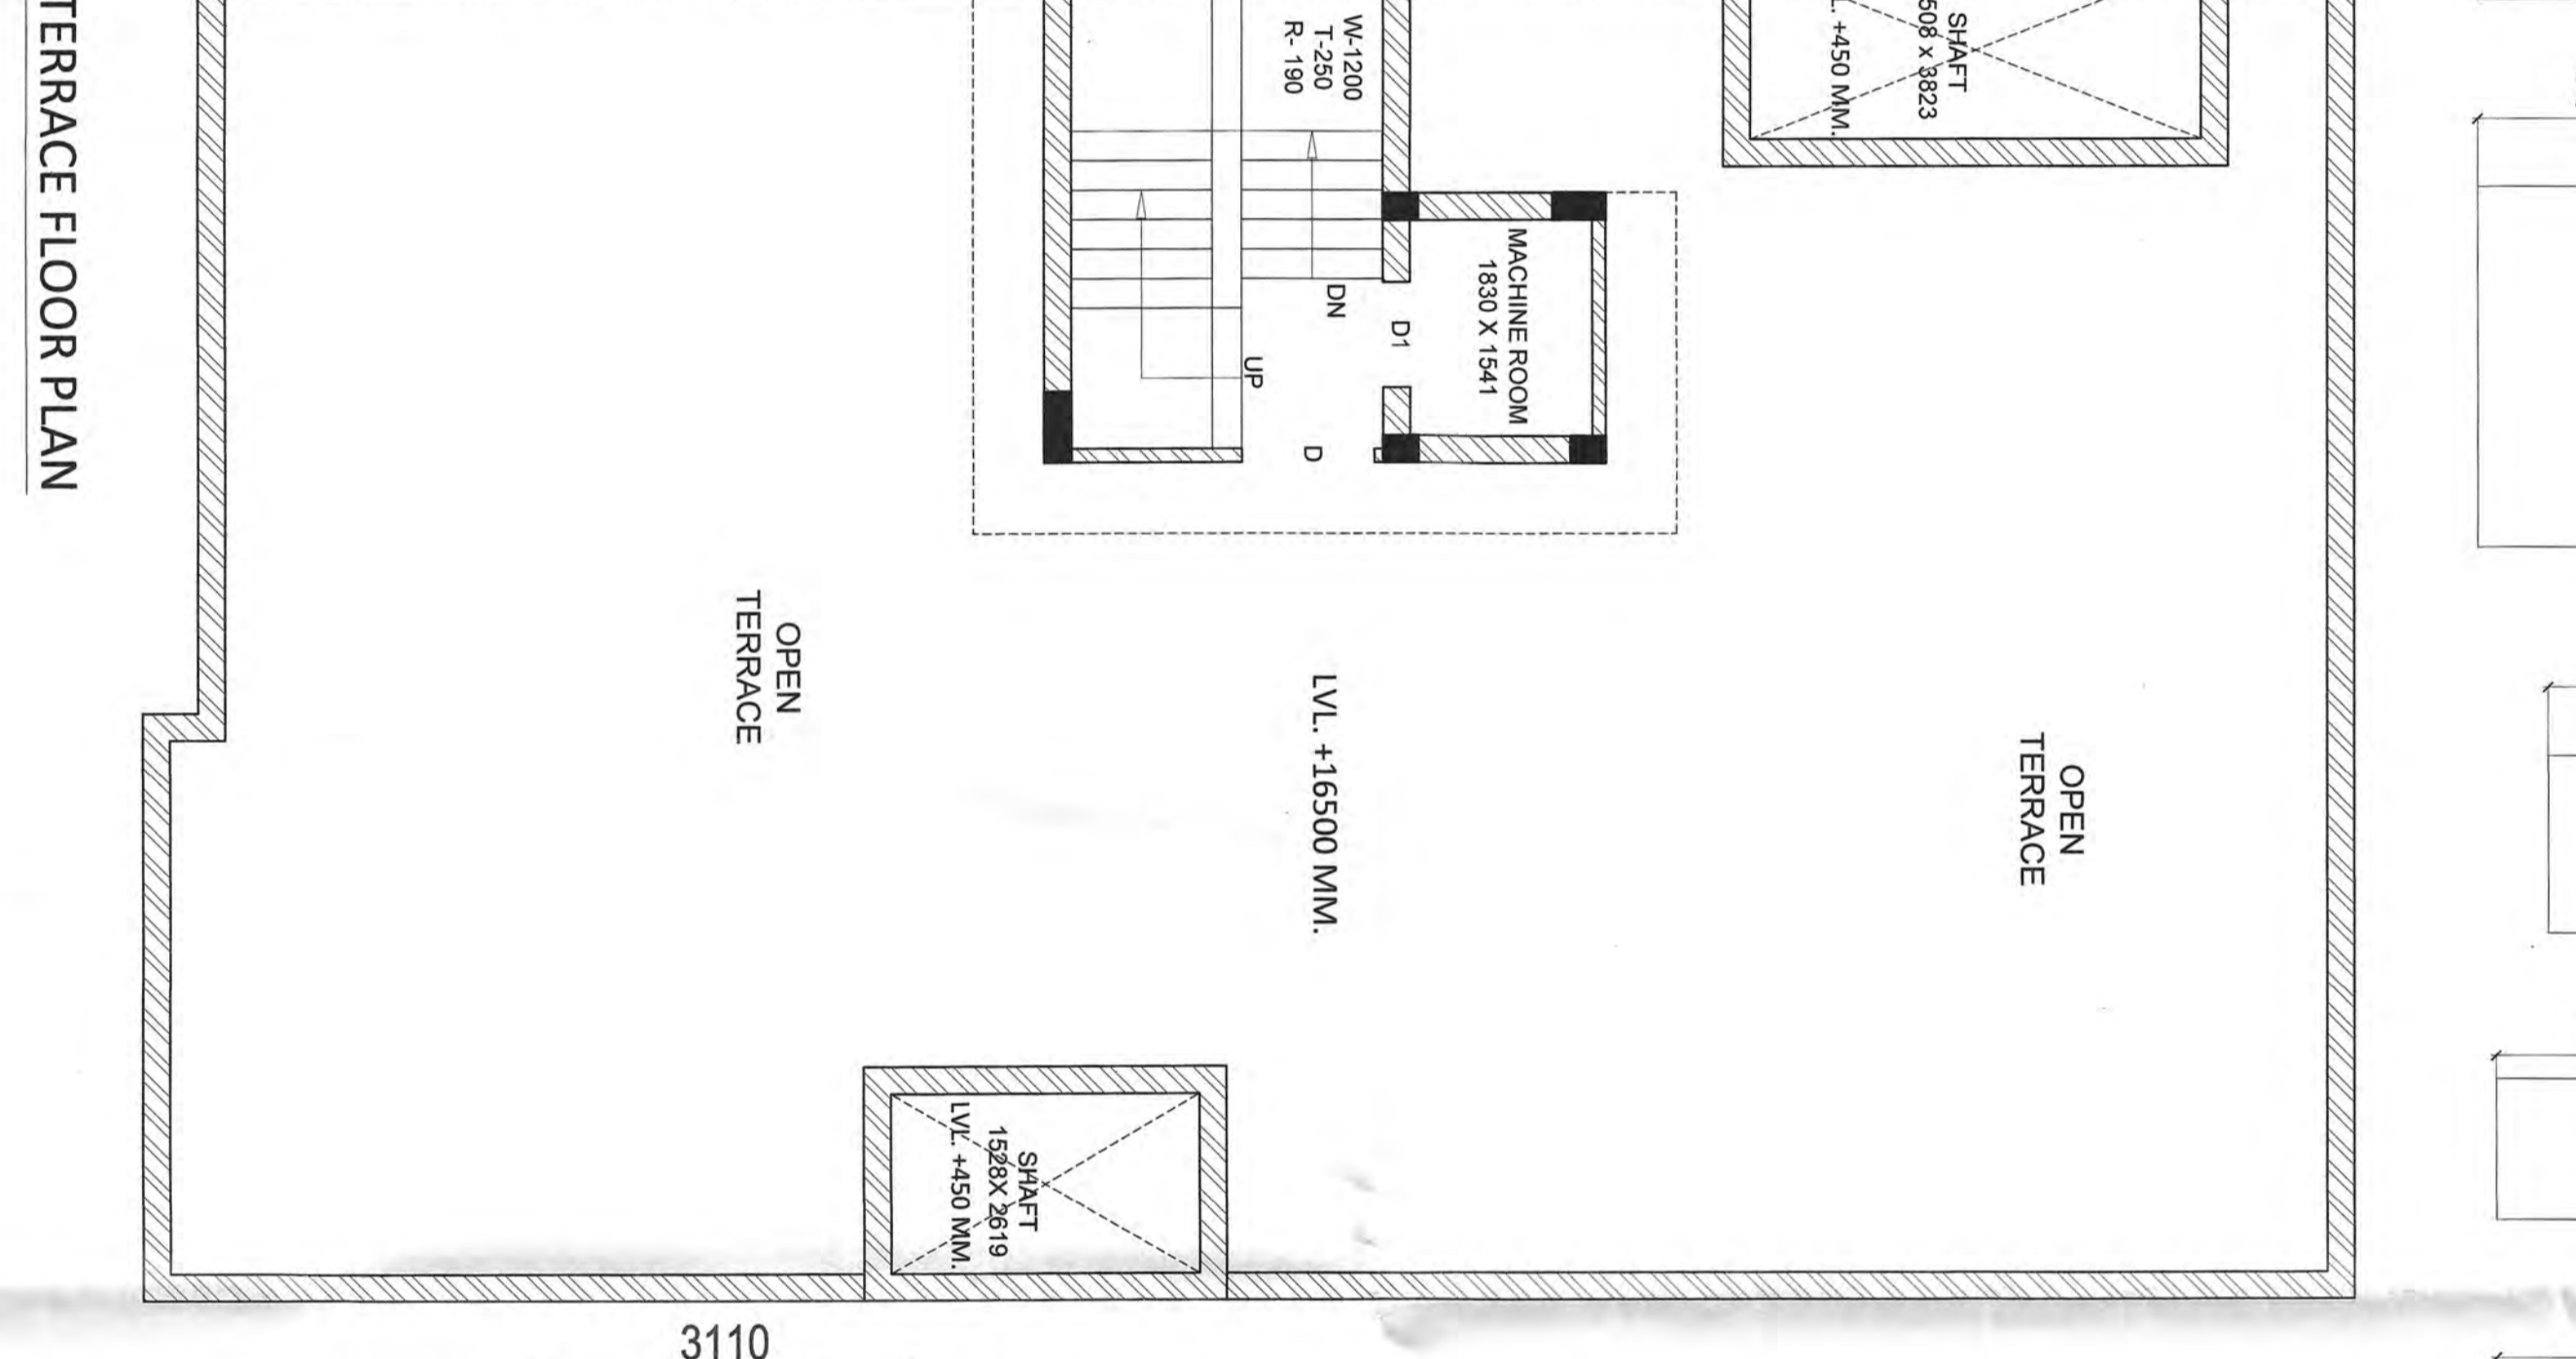 TERRACE FLOOR PLAN
W-1200
T-250
R- 190
SHAFT
508 x 3823
+450 MM.
MACHINE ROOM
1830 X 1541
DN
D1
UP
D
OPEN
TERRACE
LVL. +16500 MM.
OPEN
TERRACE
SHAFT
1528X 2619
LVL. +450 MM.
3110